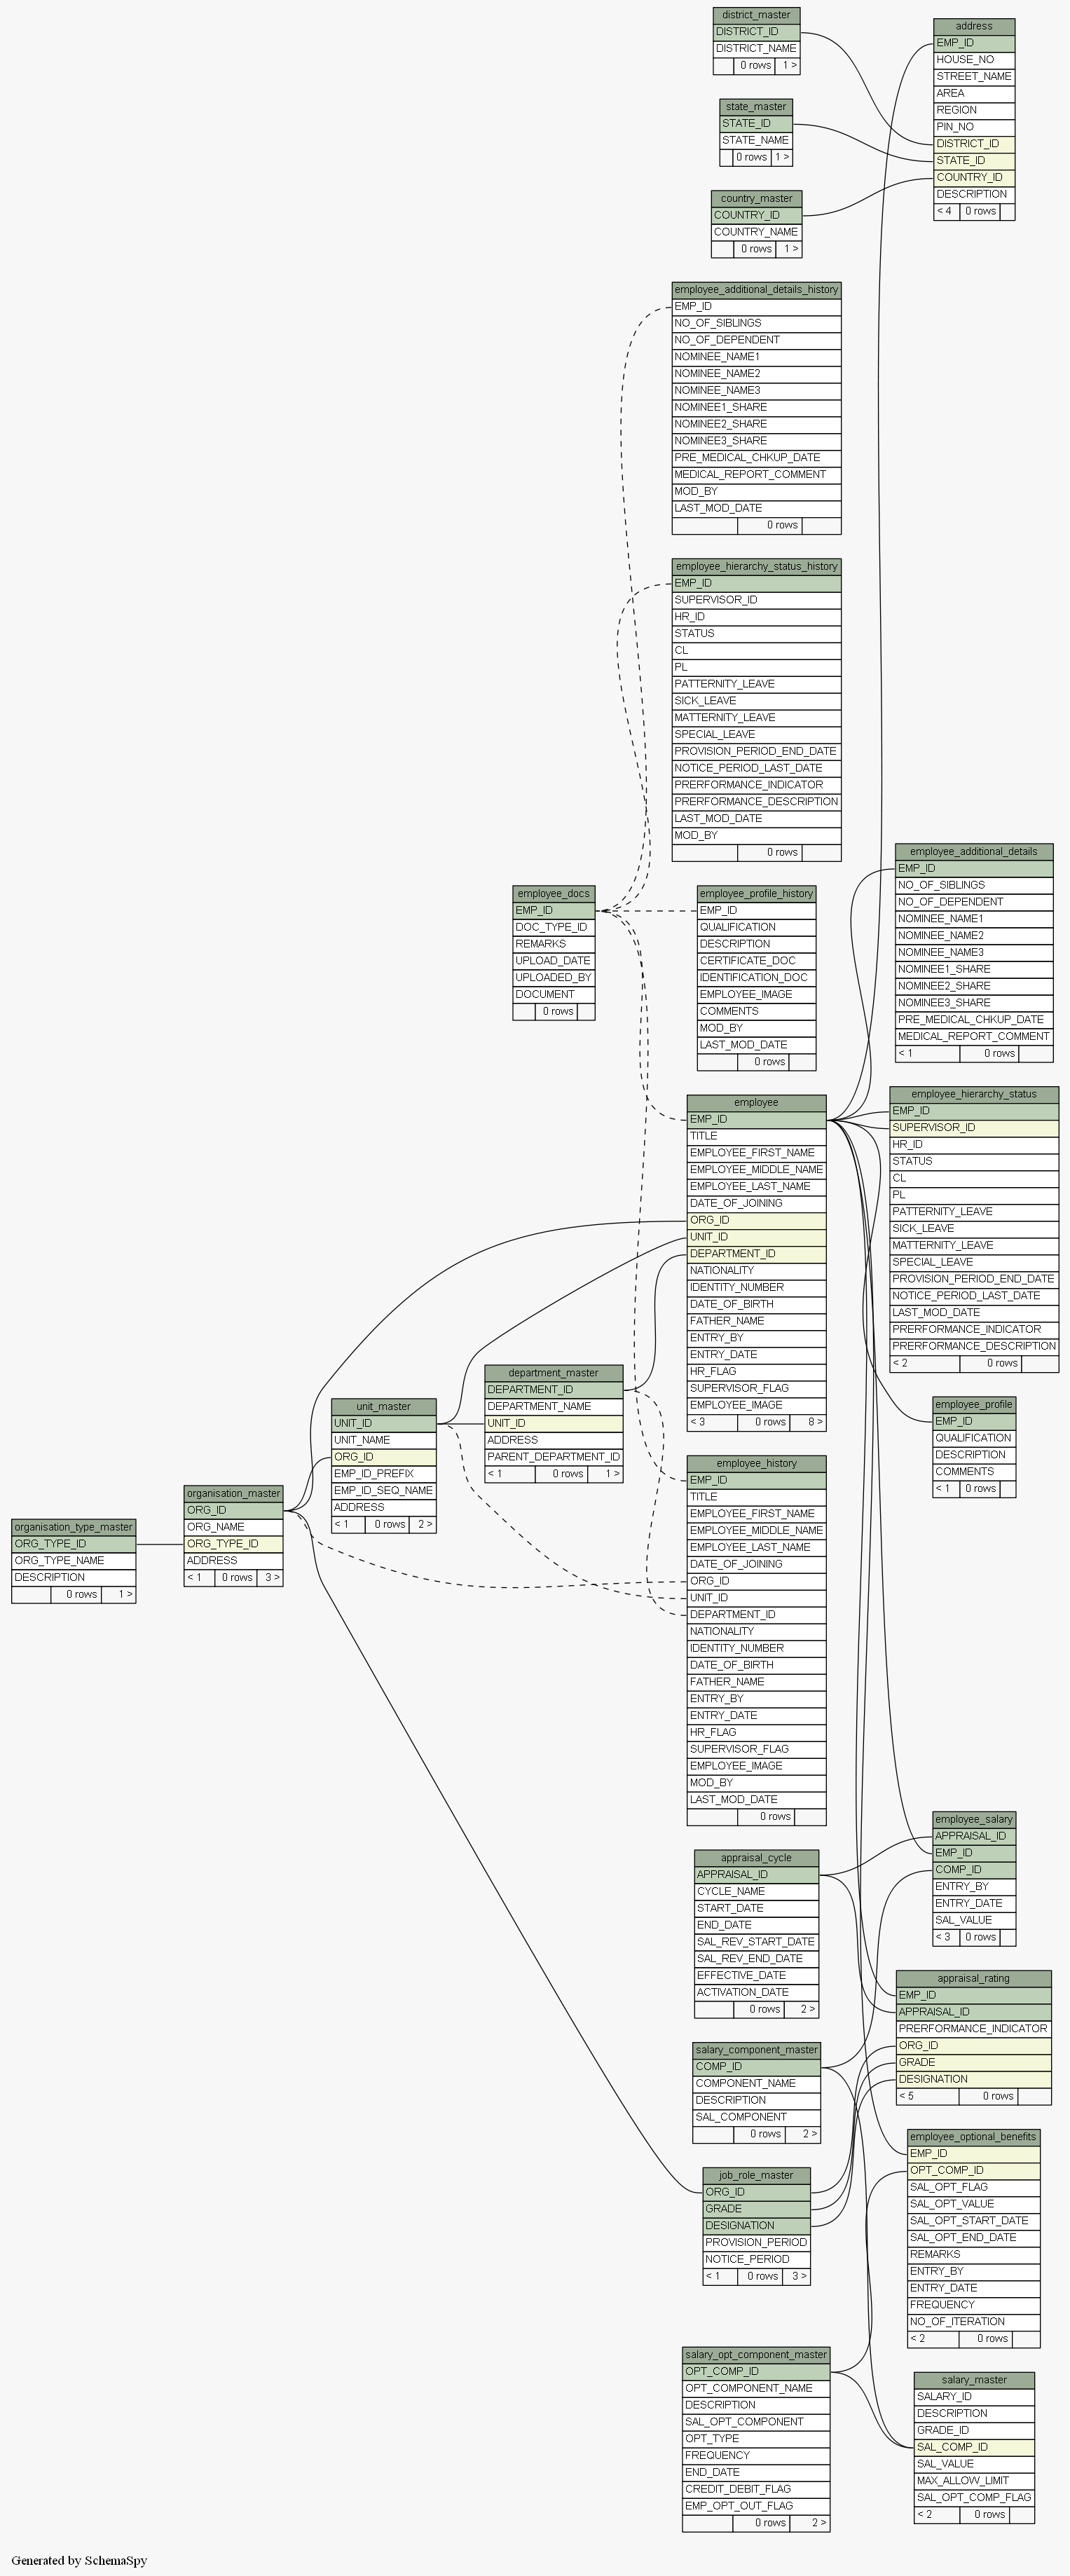 district_master
DISTRICT_ID
DISTRICT_NAME
0 rows 1 >
address
EMP_ID
HOUSE_NO
STREET_NAME
AREA
REGION
PIN_NO
DISTRICT_ID
STATE_ID
COUNTRY_ID
DESCRIPTION
< 4 0 rows
state_master
STATE_ID
STATE_NAME
0 rows 1 >
country_master
COUNTRY_ID
COUNTRY_NAME
0 rows 1 >
employee_additional_details_history
EMP_ID
NO_OF_SIBLINGS
NO_OF_DEPENDENT
NOMINEE_NAME1
NOMINEE_NAME2
NOMINEE_NAME3
NOMINEE1_SHARE
NOMINEE2_SHARE
NOMINEE3_SHARE
PRE_MEDICAL_CHKUP_DATE
MEDICAL_REPORT_COMMENT
MOD_BY
LAST_MOD_DATE
0 rows
employee_hierarchy_status_history
EMP_ID
SUPERVISOR_ID
HR_ID
STATUS
CL
PL
PATTERNITY_LEAVE
SICK_LEAVE
MATTERNITY_LEAVE
SPECIAL_LEAVE
PROVISION_PERIOD_END_DATE
NOTICE_PERIOD_LAST_DATE
PRERFORMANCE_INDICATOR
PRERFORMANCE_DESCRIPTION
LAST_MOD_DATE
MOD_BY
0 rows
employee_additional_details
EMP_ID
NO_OF_SIBLINGS
NO_OF_DEPENDENT
NOMINEE_NAME1
NOMINEE_NAME2
NOMINEE_NAME3
NOMINEE1_SHARE
NOMINEE2_SHARE
NOMINEE3_SHARE
PRE_MEDICAL_CHKUP_DATE
MEDICAL_REPORT_COMMENT
< 1 0 rows
employee_docs
EMP_ID
DOC_TYPE_ID
REMARKS
UPLOAD_DATE
UPLOADED_BY
DOCUMENT
0 rows
employee_profile_history
EMP_ID
QUALIFICATION
DESCRIPTION
CERTIFICATE_DOC
IDENTIFICATION_DOC
EMPLOYEE_IMAGE
COMMENTS
MOD_BY
LAST_MOD_DATE
0 rows
employee_hierarchy_status
EMP_ID
SUPERVISOR_ID
HR_ID
STATUS
CL
PL
PATTERNITY_LEAVE
SICK_LEAVE
MATTERNITY_LEAVE
SPECIAL_LEAVE
PROVISION_PERIOD_END_DATE
NOTICE_PERIOD_LAST_DATE
LAST_MOD_DATE
PRERFORMANCE_INDICATOR
PRERFORMANCE_DESCRIPTION
< 2 0 rows
employee
EMP_ID
TITLE
EMPLOYEE_FIRST_NAME
EMPLOYEE_MIDDLE_NAME
EMPLOYEE_LAST_NAME
DATE_OF_JOINING
ORG_ID
UNIT_ID
DEPARTMENT_ID
NATIONALITY
IDENTITY_NUMBER
DATE_OF_BIRTH
FATHER_NAME
ENTRY_BY
ENTRY_DATE
HR_FLAG
SUPERVISOR_FLAG
EMPLOYEE_IMAGE
< 3 0 rows 8 >
department_master
DEPARTMENT_ID
DEPARTMENT_NAME
UNIT_ID
ADDRESS
PARENT_DEPARTMENT_ID
< 1 0 rows 1 >
unit_master
UNIT_ID
UNIT_NAME
ORG_ID
EMP_ID_PREFIX
EMP_ID_SEQ_NAME
ADDRESS
< 1 0 rows 2 >
employee_profile
EMP_ID
QUALIFICATION
DESCRIPTION
COMMENTS
< 1 0 rows
organisation_master
ORG_ID
ORG_NAME
ORG_TYPE_ID
ADDRESS
< 1 0 rows 3 >
organisation_type_master
ORG_TYPE_ID
ORG_TYPE_NAME
DESCRIPTION
0 rows 1 >
employee_history
EMP_ID
TITLE
EMPLOYEE_FIRST_NAME
EMPLOYEE_MIDDLE_NAME
EMPLOYEE_LAST_NAME
DATE_OF_JOINING
ORG_ID
UNIT_ID
DEPARTMENT_ID
NATIONALITY
IDENTITY_NUMBER
DATE_OF_BIRTH
FATHER_NAME
ENTRY_BY
ENTRY_DATE
HR_FLAG
SUPERVISOR_FLAG
EMPLOYEE_IMAGE
MOD_BY
LAST_MOD_DATE
0 rows
employee_salary
APPRAISAL_ID
EMP_ID
COMP_ID
ENTRY_BY
ENTRY_DATE
SAL_VALUE
< 3 0 rows
appraisal_cycle
APPRAISAL_ID
CYCLE_NAME
START_DATE
END_DATE
SAL_REV_START_DATE
SAL_REV_END_DATE
EFFECTIVE_DATE
ACTIVATION_DATE
0 rows 2 >
appraisal_rating
EMP_ID
APPRAISAL_ID
PRERFORMANCE_INDICATOR
ORG_ID
GRADE
DESIGNATION
< 5 0 rows
salary_component_master
COMP_ID
COMPONENT_NAME
DESCRIPTION
SAL_COMPONENT
0 rows 2 >
employee_optional_benefits
EMP_ID
OPT_COMP_ID
SAL_OPT_FLAG
SAL_OPT_VALUE
SAL_OPT_START_DATE
SAL_OPT_END_DATE
REMARKS
ENTRY_BY
ENTRY_DATE
FREQUENCY
NO_OF_ITERATION
< 2 0 rows
job_role_master
ORG_ID
GRADE
DESIGNATION
PROVISION_PERIOD
NOTICE_PERIOD
< 1 0 rows 3 >
salary_opt_component_master
OPT_COMP_ID
OPT_COMPONENT_NAME
DESCRIPTION
SAL_OPT_COMPONENT
OPT_TYPE
FREQUENCY
END_DATE
CREDIT_DEBIT_FLAG
EMP_OPT_OUT_FLAG
0 rows 2 >
salary_master
SALARY_ID
DESCRIPTION
GRADE_ID
SAL_COMP_ID
SAL_VALUE
MAX_ALLOW_LIMIT
SAL_OPT_COMP_FLAG
< 2 0 rows
Generated by SchemaSpy